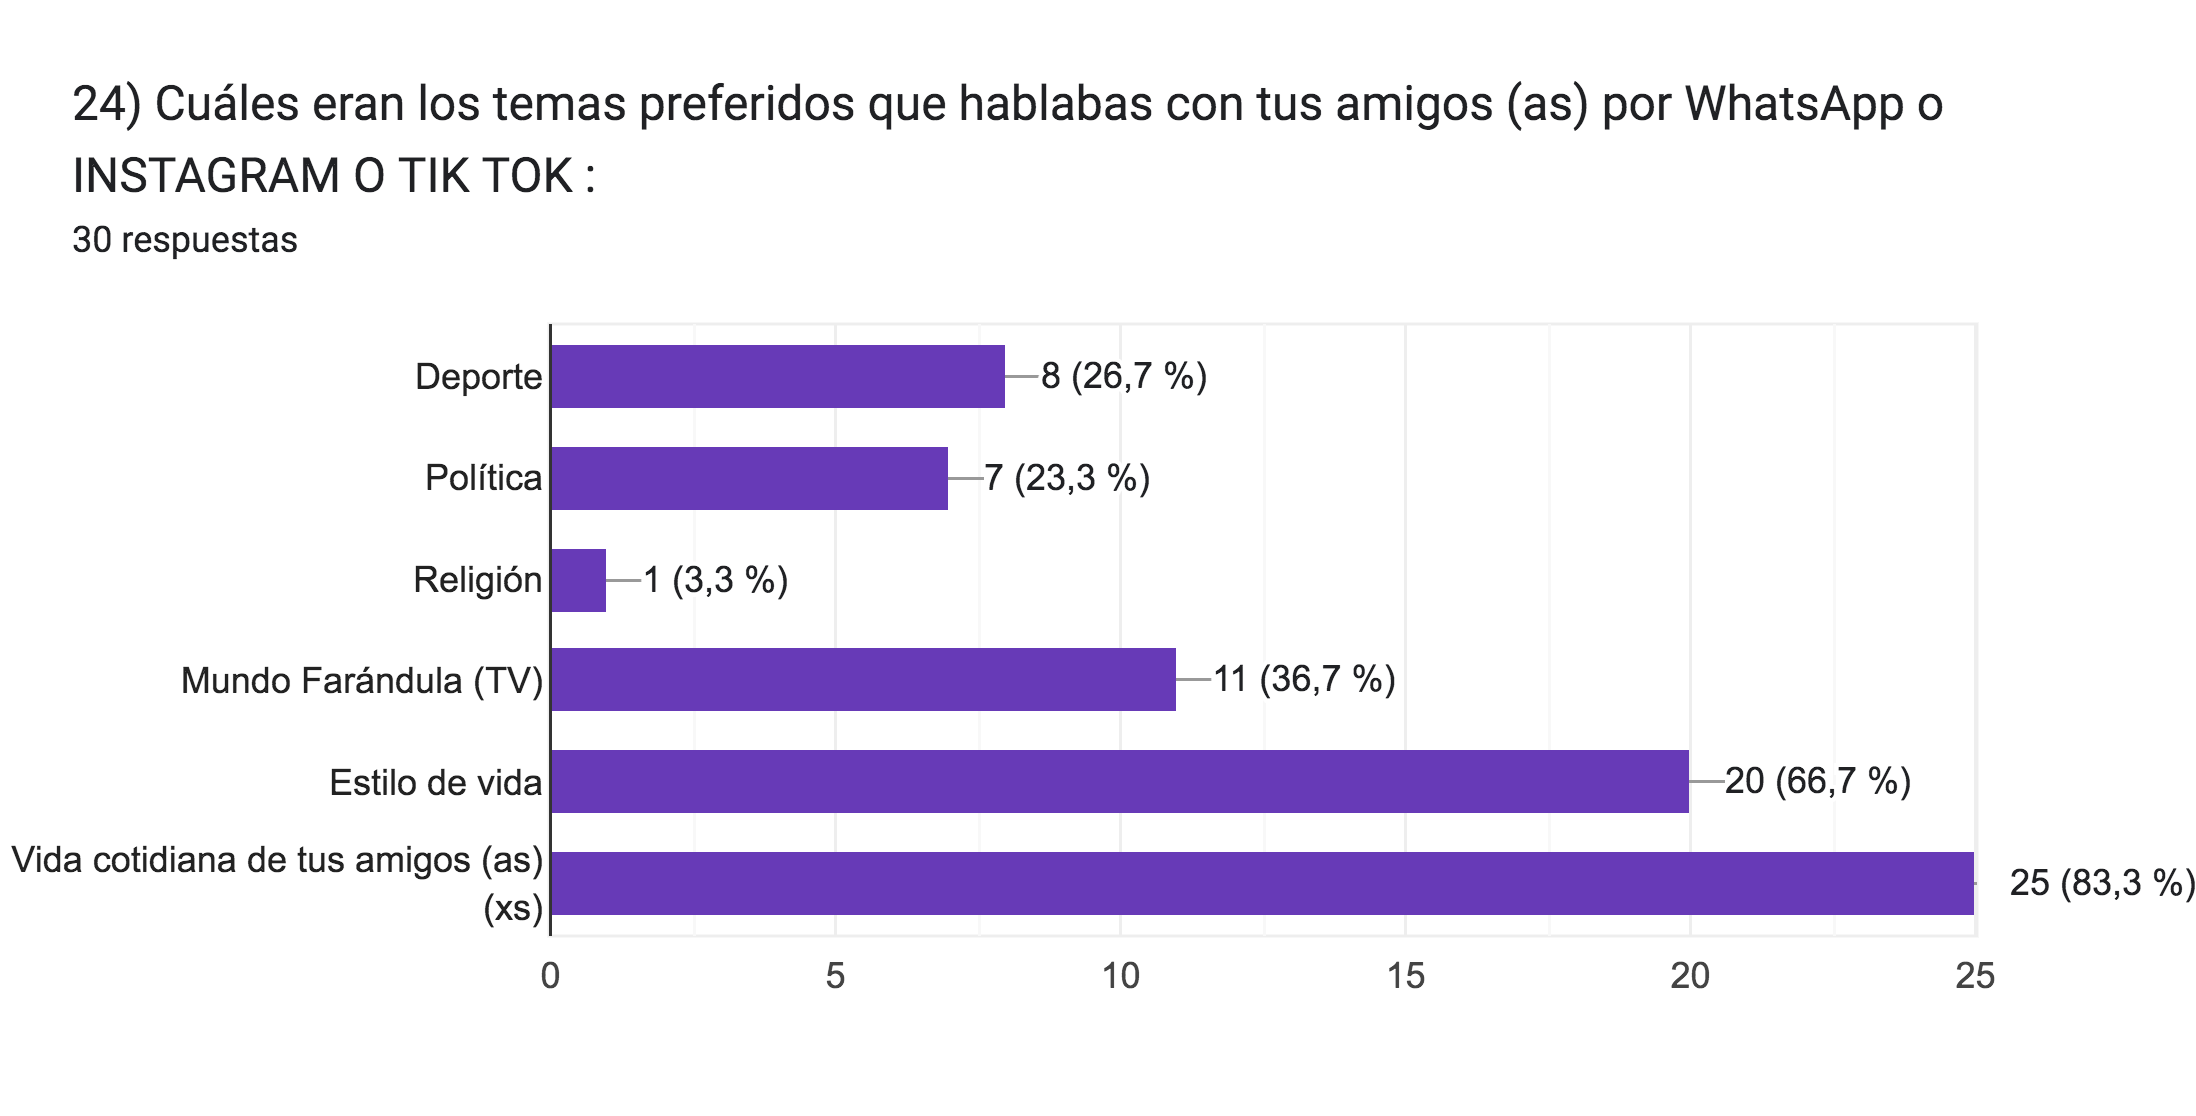 24) Cuáles eran los temas preferidos que hablabas con tus amigos (as) por WhatsApp o
INSTAGRAM O TIK TOK :
30 respuestas
Deporte
8 (26,7 %)
Política
7 (23,3 %)
Religión
1 (3,3 %)
Mundo Farándula (TV)
11 (36,7 %)
Estilo de vida
20 (66,7 %)
Vida cotidiana de tus amigos (as)
(xs)
25 (83,3 %)
0 5 10 15 20 25